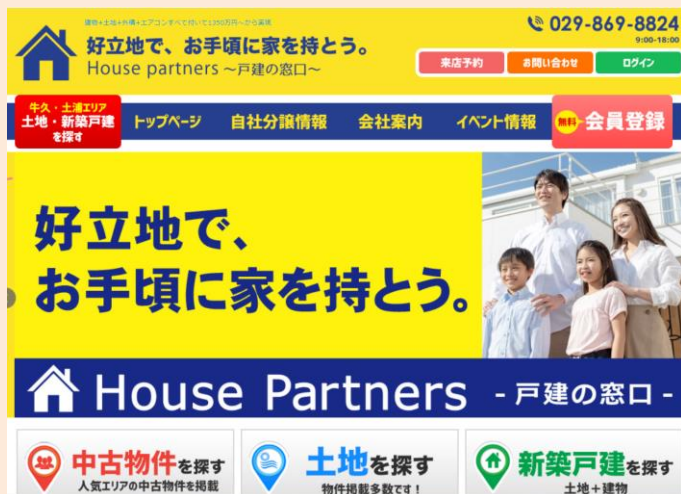 建物+土地+外構+エアコンすべて付いて1350万円〜から実現
好立地で、お手頃に家を持とう。
House partners 〜戸建の窓口〜
029-869-8824
9:00-18:00
来店予約
お問い合わせ
ログイン
牛久・土浦エリア
土地・新築戸建
を探す
トップページ
自社分譲情報
会社案内
イベント情報
無料
会員登録
好立地で、
お手頃に家を持とう。
House Partners - 戸建の窓口 -
中古物件を探す
人気エリアの中古物件を掲載
土地を探す
物件掲載多数です!
新築戸建を探す
土地+建物